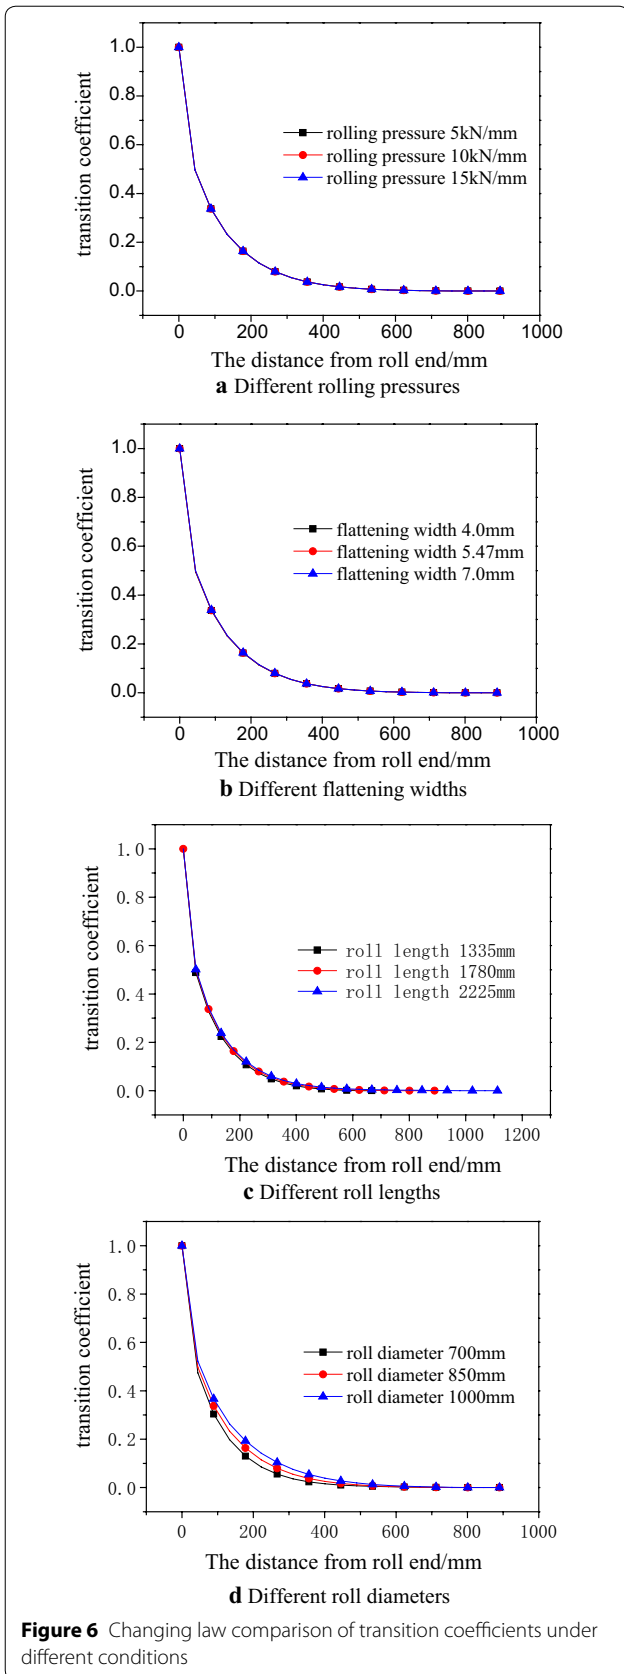 1.0
0.8
0.6
0.4
0.2
0.0
transition coefficient
rolling pressure 5kN/mm
rolling pressure 10kN/mm
rolling pressure 15kN/mm
0 200 400 600 800 1000
The distance from roll end/mm
a Different rolling pressures
1.0
0.8
0.6
0.4
0.2
0.0
transition coefficient
flattening width 4.0mm
flattening width 5.47mm
flattening width 7.0mm
0 200 400 600 800 1000
The distance from roll end/mm
b Different flattening widths
1.0
0.8
0.6
0.4
0.2
0.0
transition coefficient
roll length 1335mm
roll length 1780mm
roll length 2225mm
0 200 400 600 800 1000 1200
The distance from roll end/mm
c Different roll lengths
1.0
0.8
0.6
0.4
0.2
0.0
transition coefficient
roll diameter 700mm
roll diameter 850mm
roll diameter 1000mm
0 200 400 600 800 1000
The distance from roll end/mm
d Different roll diameters
Figure 6 Changing law comparison of transition coefficients under
different conditions